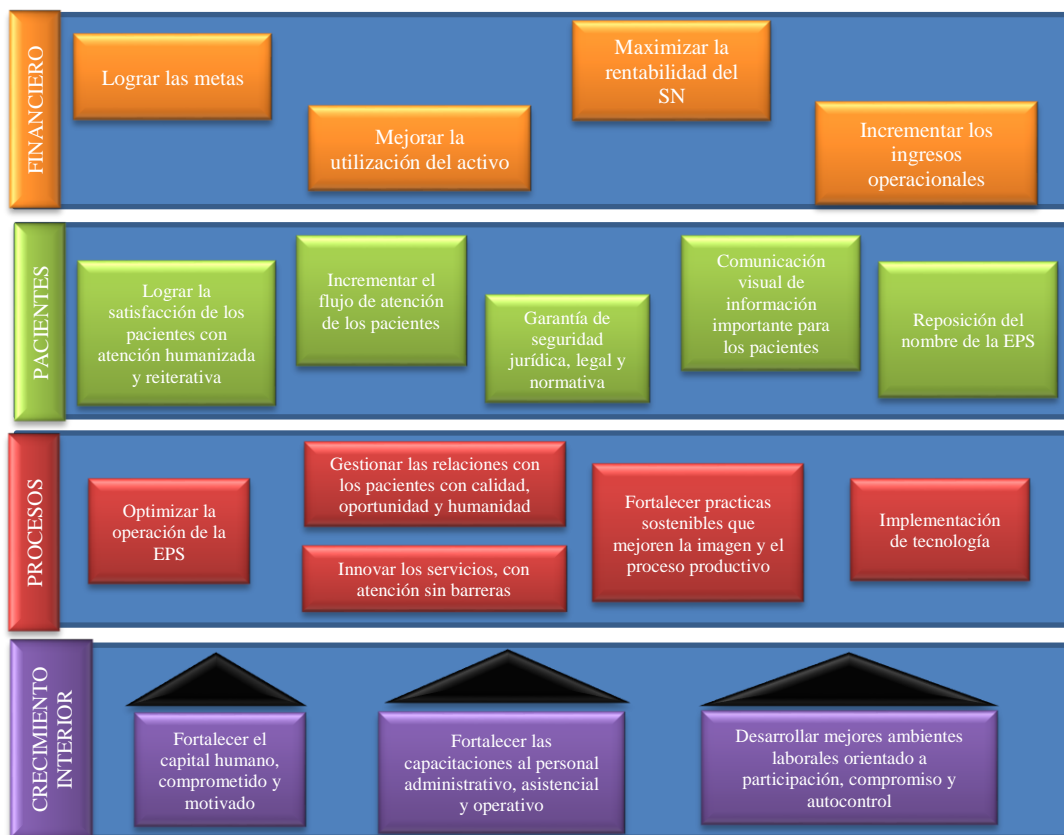 FINANCIERO
Lograr las metas
Mejorar la
utilización del activo
Maximizar la
rentabilidad del
SN
Incrementar los
ingresos
operacionales
PACIENTES
Lograr la
satisfacción de los
pacientes con
atención humanizada
y reiterativa
Incrementar el
flujo de atención
de los pacientes
Garantía de
seguridad
jurídica, legal y
normativa
Comunicación
visual de
información
importante para
los pacientes
Reposición del
nombre de la EPS
PROCESOS
Optimizar la
operación de la
EPS
Gestionar las relaciones con
los pacientes con calidad,
oportunidad y humanidad
Innovar los servicios, con
atención sin barreras
Fortalecer practicas
sostenibles que
mejoren la imagen y el
proceso productivo
Implementación
de tecnología
CRECIMIENTO
INTERIOR
Fortalecer el
capital humano,
comprometido y
motivado
Fortalecer las
capacitaciones al personal
administrativo, asistencial
y operativo
Desarrollar mejores ambientes
laborales orientado a
participación, compromiso y
autocontrol